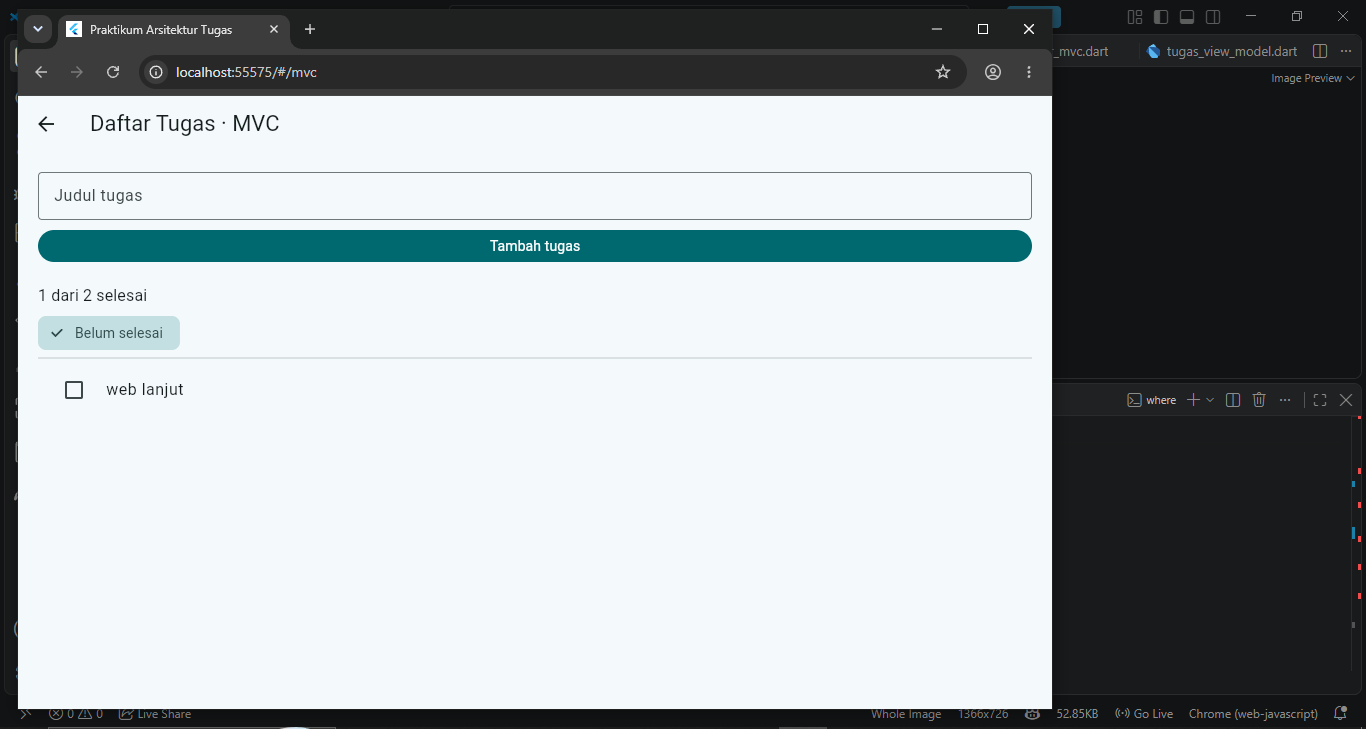 Praktikum Arsitektur Tugas
_mvc.dart
tugas_view_model.dart
localhost:55575/#/mvc
Image Preview
Daftar Tugas · MVC
Judul tugas
Tambah tugas
1 dari 2 selesai
Belum selesai
web lanjut
where
0 0 Live Share
Whole Image 1366x726 52.85KB Go Live Chrome (web-javascript)